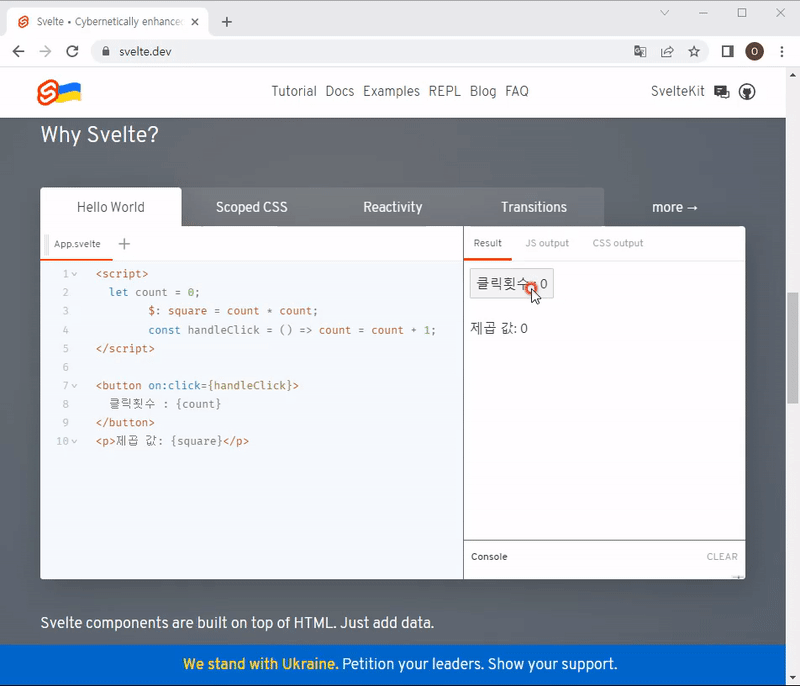 Svelte • Cybernetically enhanced
svelte.dev
O
Tutorial Docs Examples REPL Blog FAQ
SvelteKit
Why Svelte?
Hello World
Scoped CSS
Reactivity
Transitions
more →
App.svelte +
Result
JS output
CSS output
1 <script>
2 let count = 0;
3 $: square = count * count;
4 const handleClick = () => count = count + 1;
5 </script>
6
7 <button on:click={handleClick}>
8 클릭횟수 : {count}
9 </button>
10 <p>제곱 값: {square}</p>
클릭횟수 : 0
제곱 값: 0
Console
CLEAR
Svelte components are built on top of HTML. Just add data.
We stand with Ukraine. Petition your leaders. Show your support.